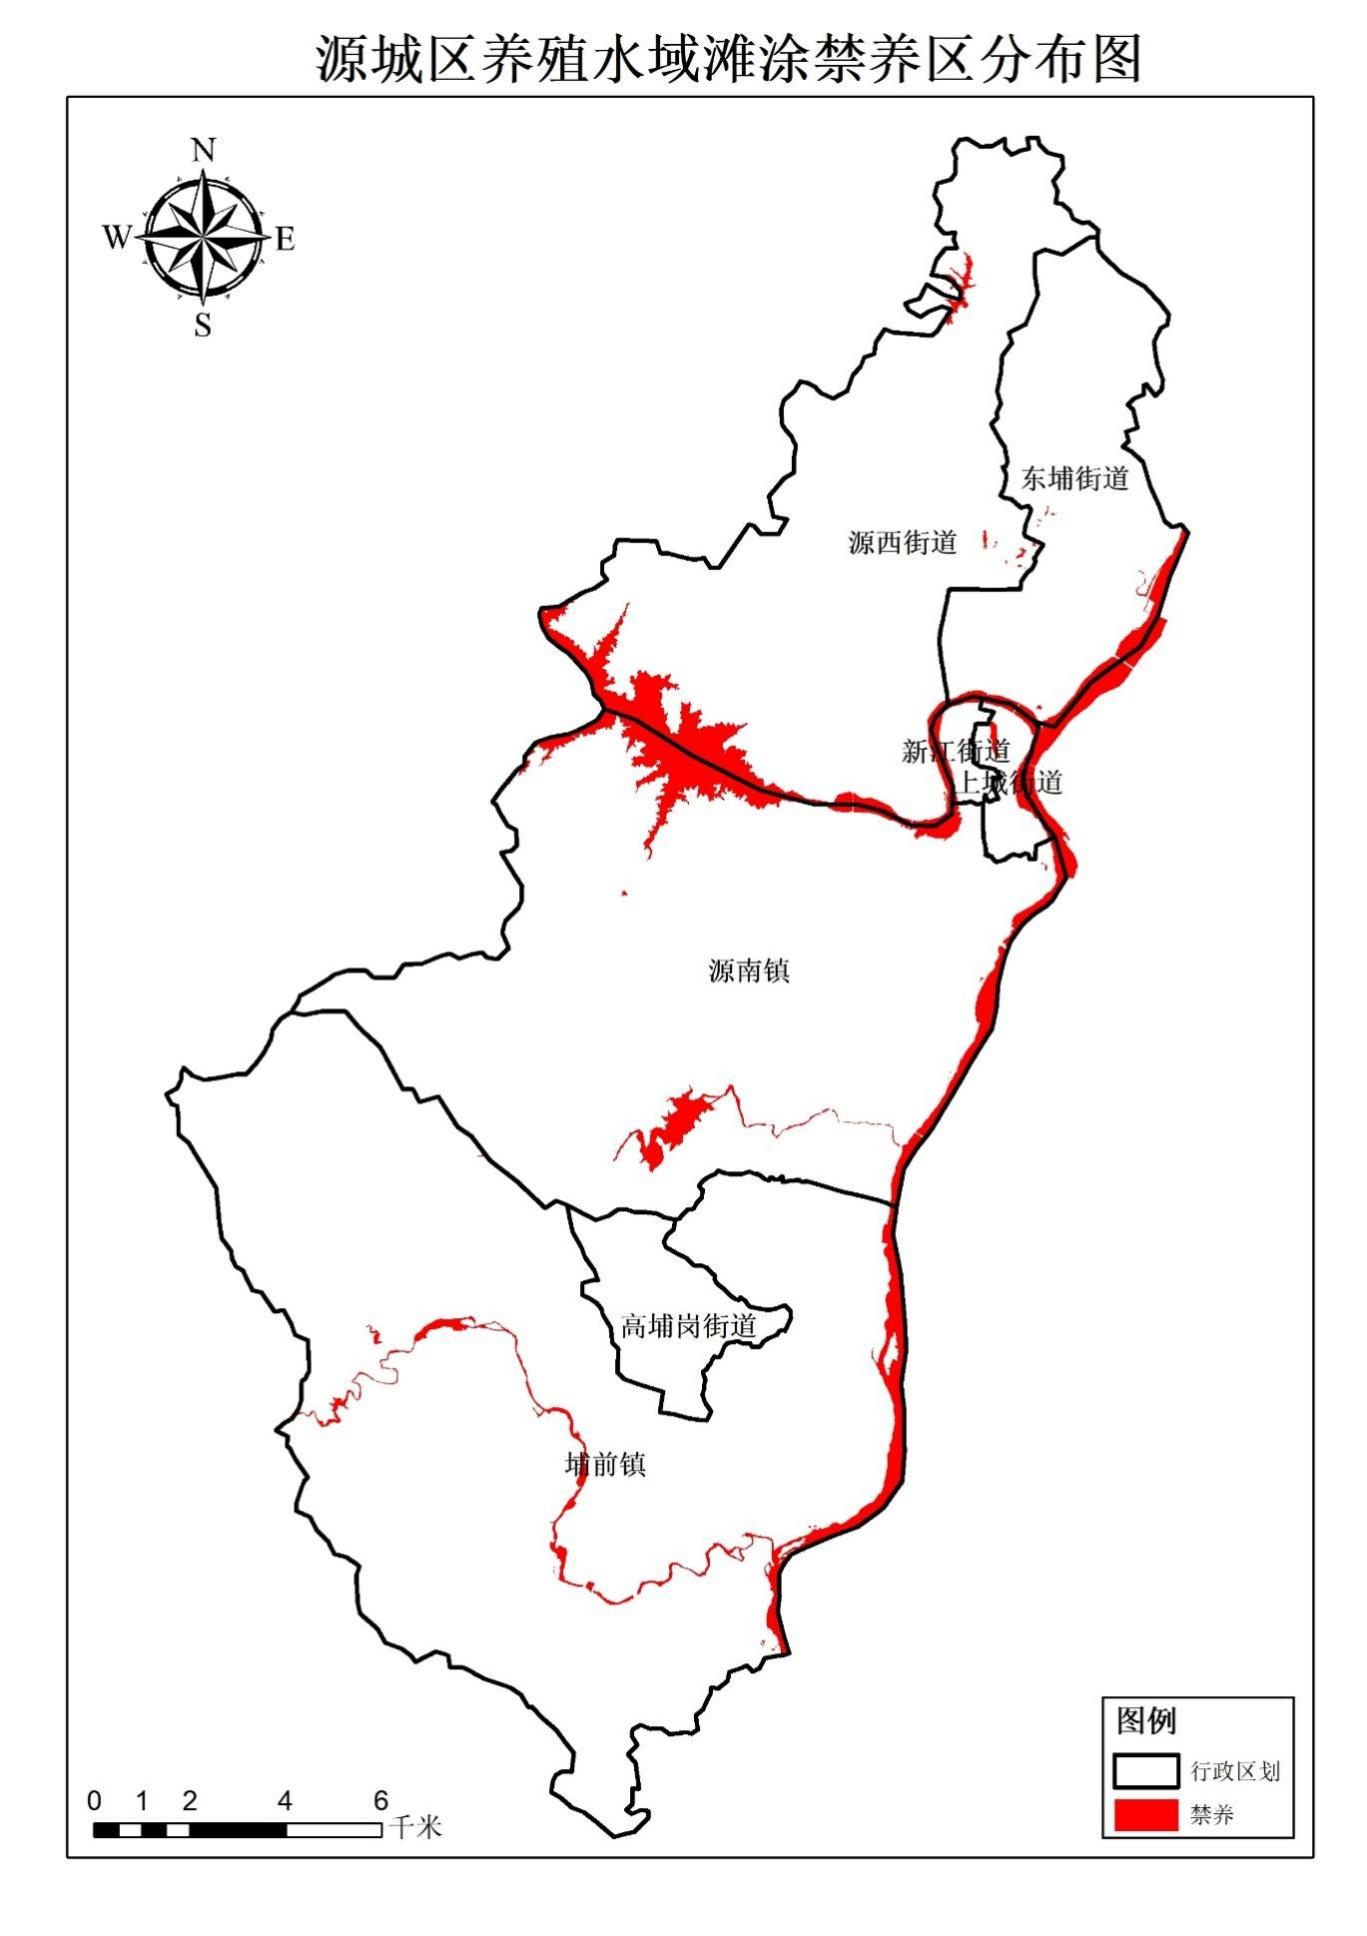 源城区养殖水域滩涂禁养区分布图
N
W
E
S
东埔街道
源西街道
新江街道
上城街道
源南镇
高埔岗街道
埔前镇
图例
行政区划
禁养
0 1 2 4 6
千米